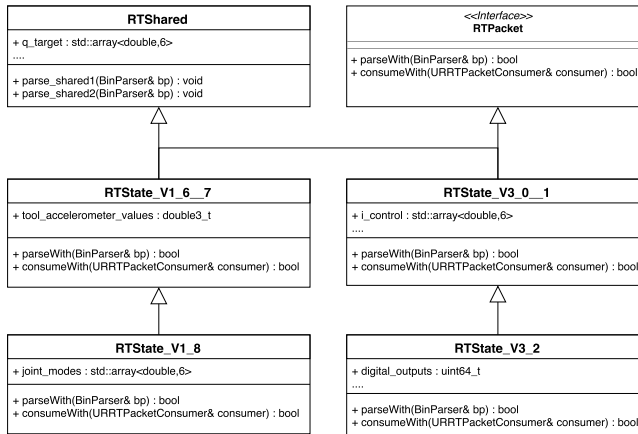 RTShared
+ q_target : std::array<double,6>
....
+ parse_shared1(BinParser& bp) : void
+ parse_shared2(BinParser& bp) : void
<<Interface>>
RTPacket
+ parseWith(BinParser& bp) : bool
+ consumeWith(URRTPacketConsumer& consumer) : bool
RTState_V1_6__7
+ tool_accelerometer_values : double3_t
+ parseWith(BinParser& bp) : bool
+ consumeWith(URRTPacketConsumer& consumer) : bool
RTState_V3_0__1
+ i_control : std::array<double,6>
....
+ parseWith(BinParser& bp) : bool
+ consumeWith(URRTPacketConsumer& consumer) : bool
RTState_V1_8
+ joint_modes : std::array<double,6>
+ parseWith(BinParser& bp) : bool
+ consumeWith(URRTPacketConsumer& consumer) : bool
RTState_V3_2
+ digital_outputs : uint64_t
....
+ parseWith(BinParser& bp) : bool
+ consumeWith(URRTPacketConsumer& consumer) : bool